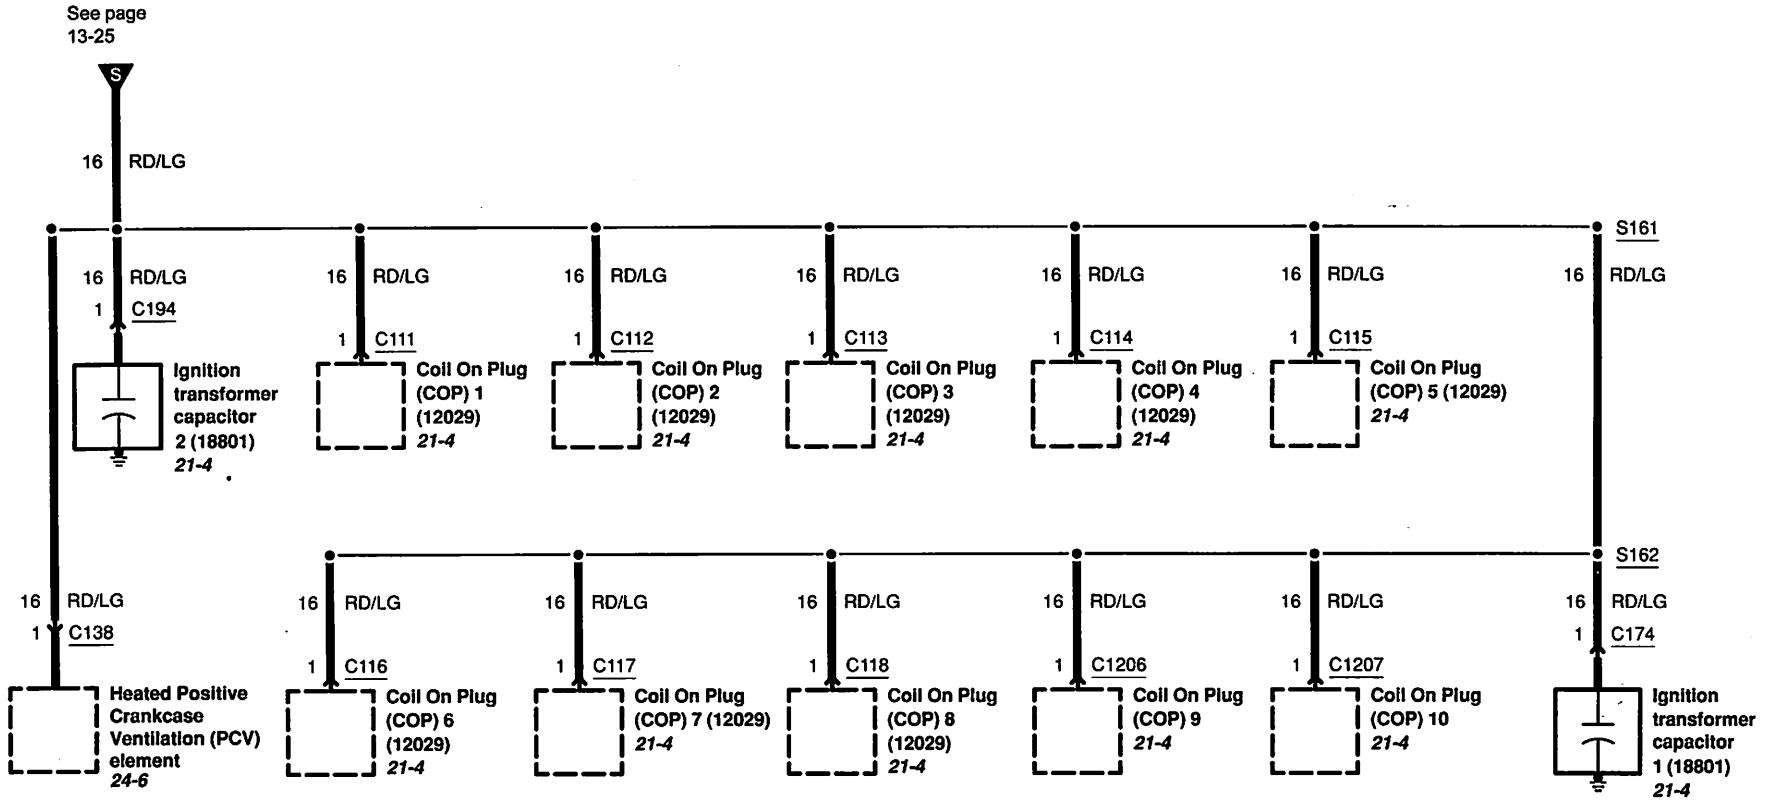 See page
13-25
S
16 RD/LG
S161
16 RD/LG
16 RD/LG
16 RD/LG
16 RD/LG
16 RD/LG
16 RD/LG
16 RD/LG
1 C194
1 C111
1 C112
1 C113
1 C114
1 C115
Ignition
transformer
capacitor
2 (18801)
21-4
Coil On Plug
(COP) 1
(12029)
21-4
Coil On Plug
(COP) 2
(12029)
21-4
Coil On Plug
(COP) 3
(12029)
21-4
Coil On Plug
(COP) 4
(12029)
21-4
Coil On Plug
(COP) 5 (12029)
21-4
S162
16 RD/LG
16 RD/LG
16 RD/LG
16 RD/LG
16 RD/LG
16 RD/LG
16 RD/LG
1 C138
1 C116
1 C117
1 C118
1 C1206
1 C1207
1 C174
Heated Positive
Crankcase
Ventilation (PCV)
element
24-6
Coil On Plug
(COP) 6
(12029)
21-4
Coil On Plug
(COP) 7 (12029)
21-4
Coil On Plug
(COP) 8
(12029)
21-4
Coil On Plug
(COP) 9
21-4
Coil On Plug
(COP) 10
21-4
Ignition
transformer
capacitor
1 (18801)
21-4